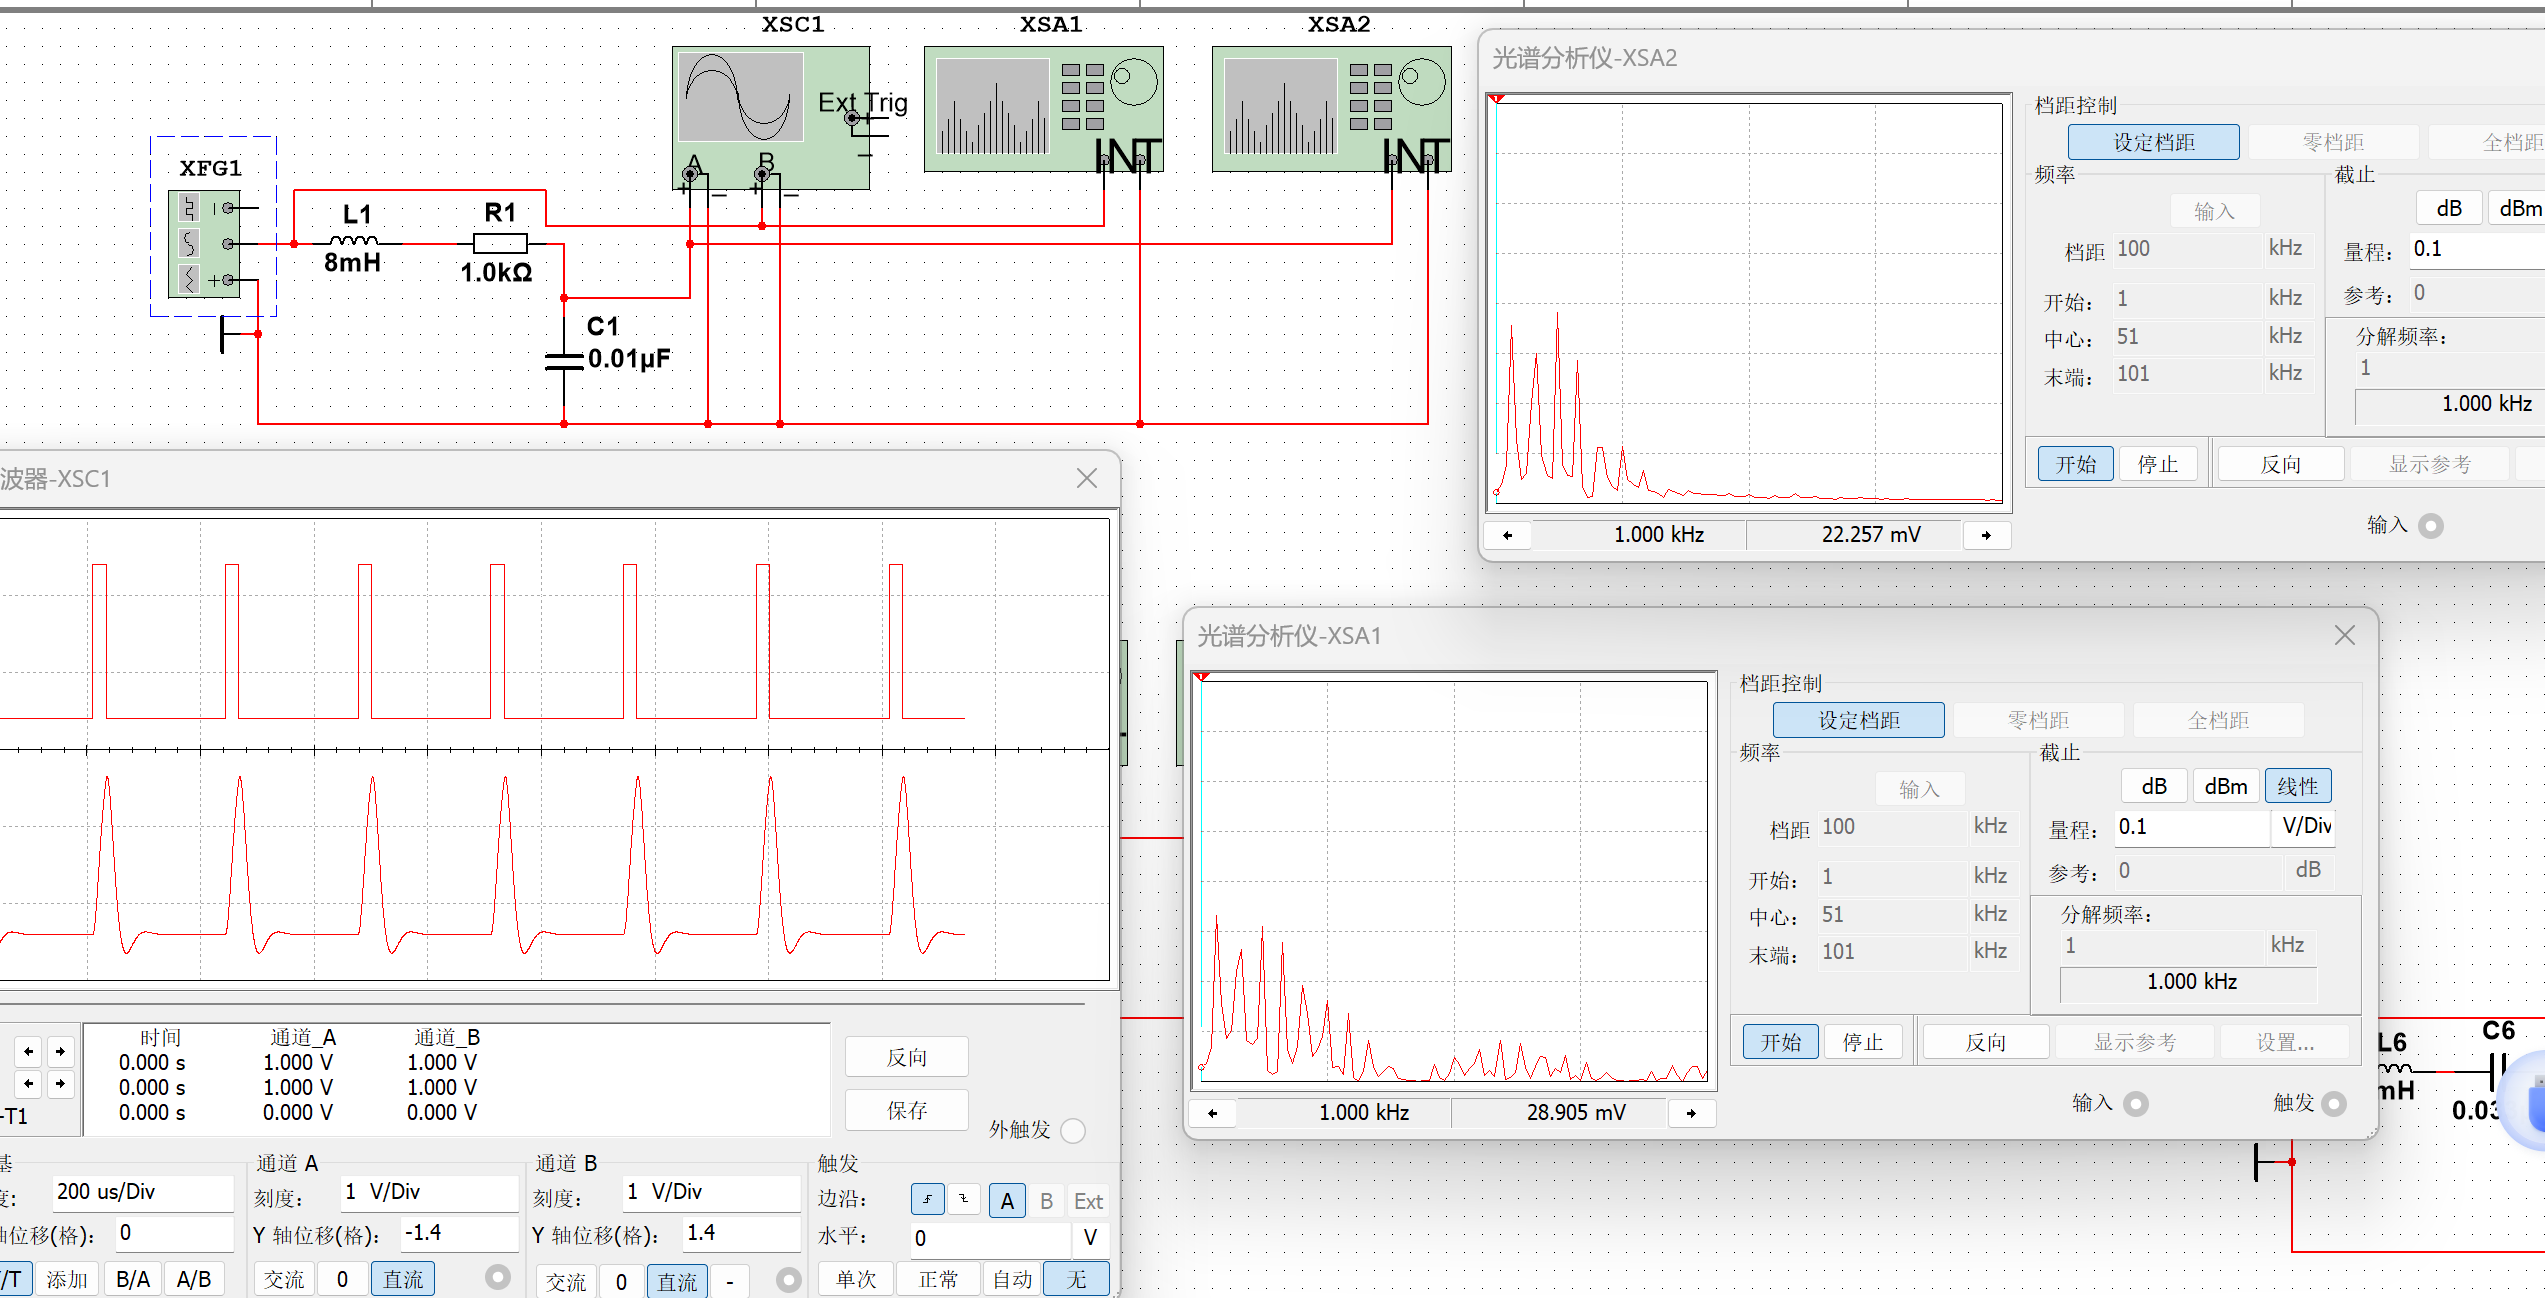 XSC1
XSA1
XSA2
Ext Trig
A
B
INT
INT
XFG1
L1
8mH
R1
1.0kΩ
C1
0.01µF
光谱分析仪-XSA2
档距控制
设定档距
零档距
全档距
频率
截止
输入
dB
dBm
档距
100
kHz
量程:
0.1
开始:
1
kHz
参考:
0
中心:
51
kHz
分解频率:
末端:
101
kHz
1
1.000 kHz
开始
停止
反向
显示参考
输入
1.000 kHz
22.257 mV
波器-XSC1
时间
通道_A
通道_B
0.000 s
1.000 V
1.000 V
0.000 s
1.000 V
1.000 V
0.000 s
0.000 V
0.000 V
-T1
反向
保存
外触发
基
通道 A
通道 B
触发
度:
200 us/Div
刻度:
1 V/Div
刻度:
1 V/Div
边沿:
A
B
Ext
轴位移(格):
0
Y 轴位移(格):
-1.4
Y 轴位移(格):
1.4
水平:
0
V
/T
添加
B/A
A/B
交流
0
直流
交流
0
直流
-
单次
正常
自动
无
光谱分析仪-XSA1
档距控制
设定档距
零档距
全档距
频率
截止
输入
dB
dBm
线性
档距
100
kHz
量程:
0.1
V/Div
开始:
1
kHz
参考:
0
dB
中心:
51
kHz
分解频率:
末端:
101
kHz
1
kHz
1.000 kHz
开始
停止
反向
显示参考
设置...
输入
触发
1.000 kHz
28.905 mV
L6
mH
C6
0.03